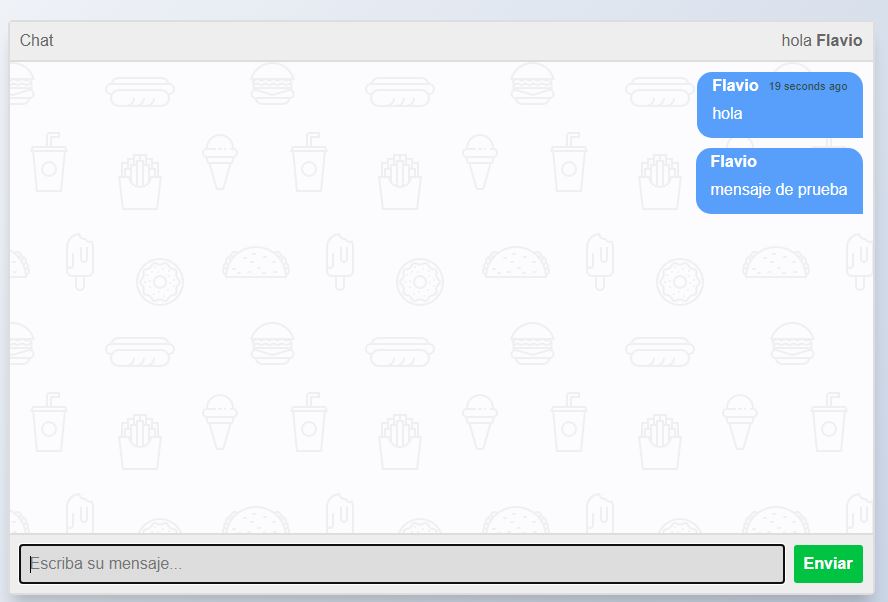 Chat
hola Flavio
Flavio 19 seconds ago
hola
Flavio
mensaje de prueba
Escriba su mensaje...
Enviar